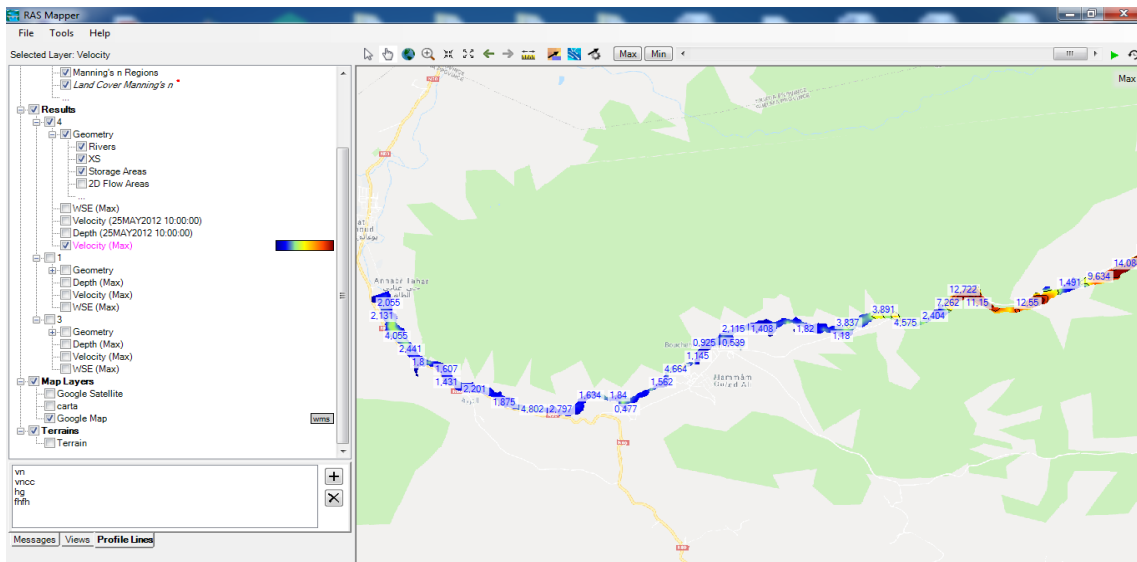 RAS Mapper
File Tools Help
Selected Layer: Velocity
Max Min
Manning's n Regions
Land Cover Manning's n *
...
Results
4
Geometry
Rivers
XS
Storage Areas
2D Flow Areas
...
WSE (Max)
Velocity (25MAY2012 10:00:00)
Depth (25MAY2012 10:00:00)
Velocity (Max)
1
Geometry
Depth (Max)
Velocity (Max)
WSE (Max)
3
Geometry
Depth (Max)
Velocity (Max)
WSE (Max)
Map Layers
Google Satellite
carta
Google Map
wms
Terrains
Terrain
vn
vncc
hg
fhfh
Messages Views Profile Lines
Max
14,08
9,634
1,491
12,722
7,262 11,15 12,55
3,891
2,404
4,575
3,837
1,18
1,82
2,115 1,408
0,925 0,539
1,145
4,664
1,562
1,634 1,84
0,477
4,802 2,797
1,875
2,201
1,607
1,431
1,8
2,441
4,055
2,131
2,055